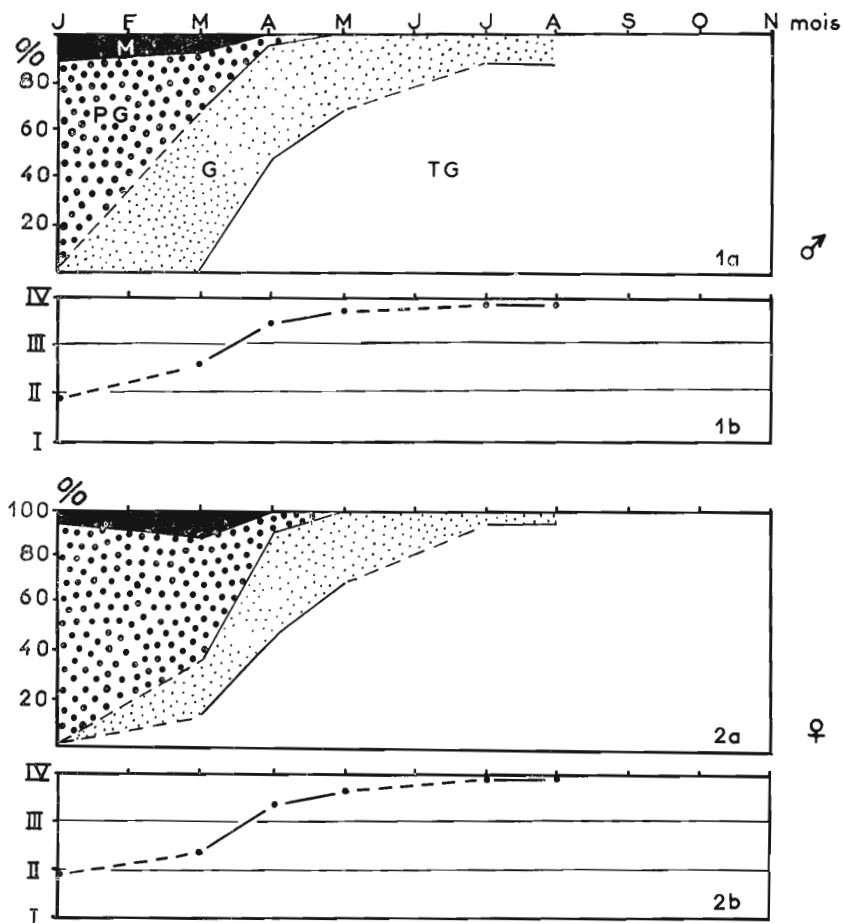 J F M A M J J A S O N mois
%
M
80
PG
60
G
TG
40
20
1a
♂
IV
III
II
I
1b
%
100
80
60
40
20
2a
♀
IV
III
II
I
2b